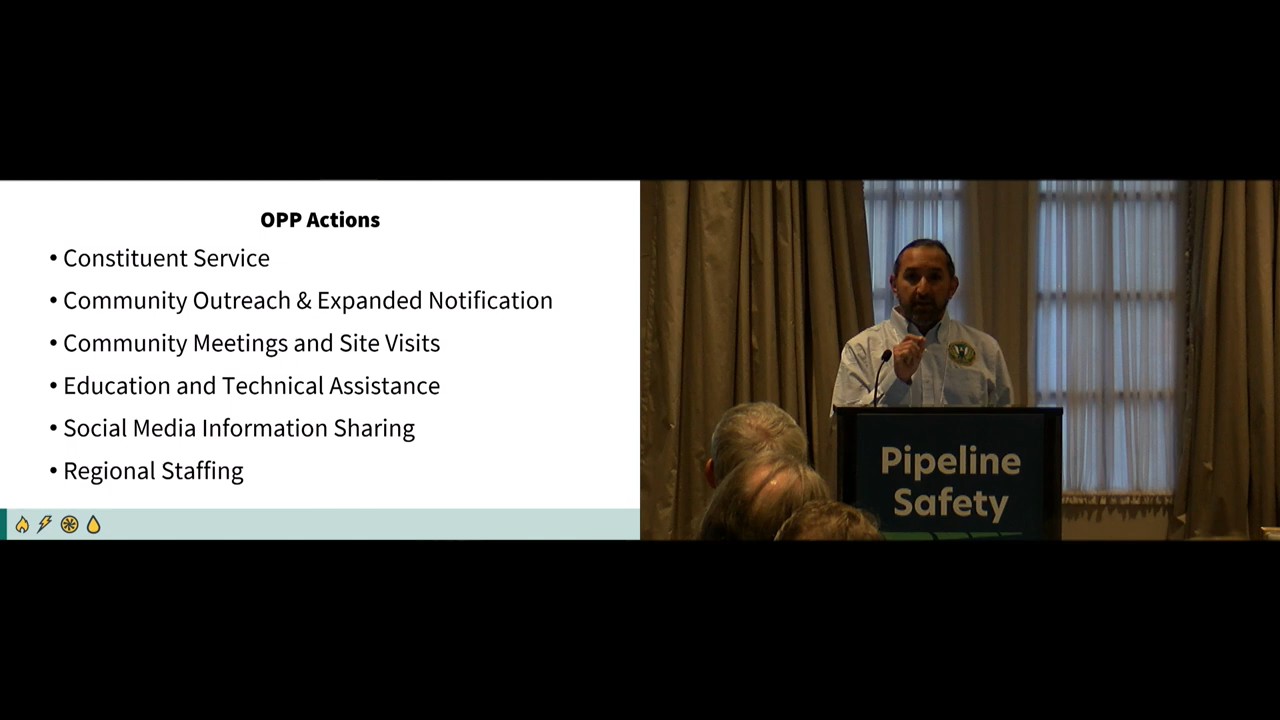 OPP Actions
• Constituent Service
• Community Outreach & Expanded Notification
• Community Meetings and Site Visits
• Education and Technical Assistance
• Social Media Information Sharing
• Regional Staffing
Pipeline
Safety